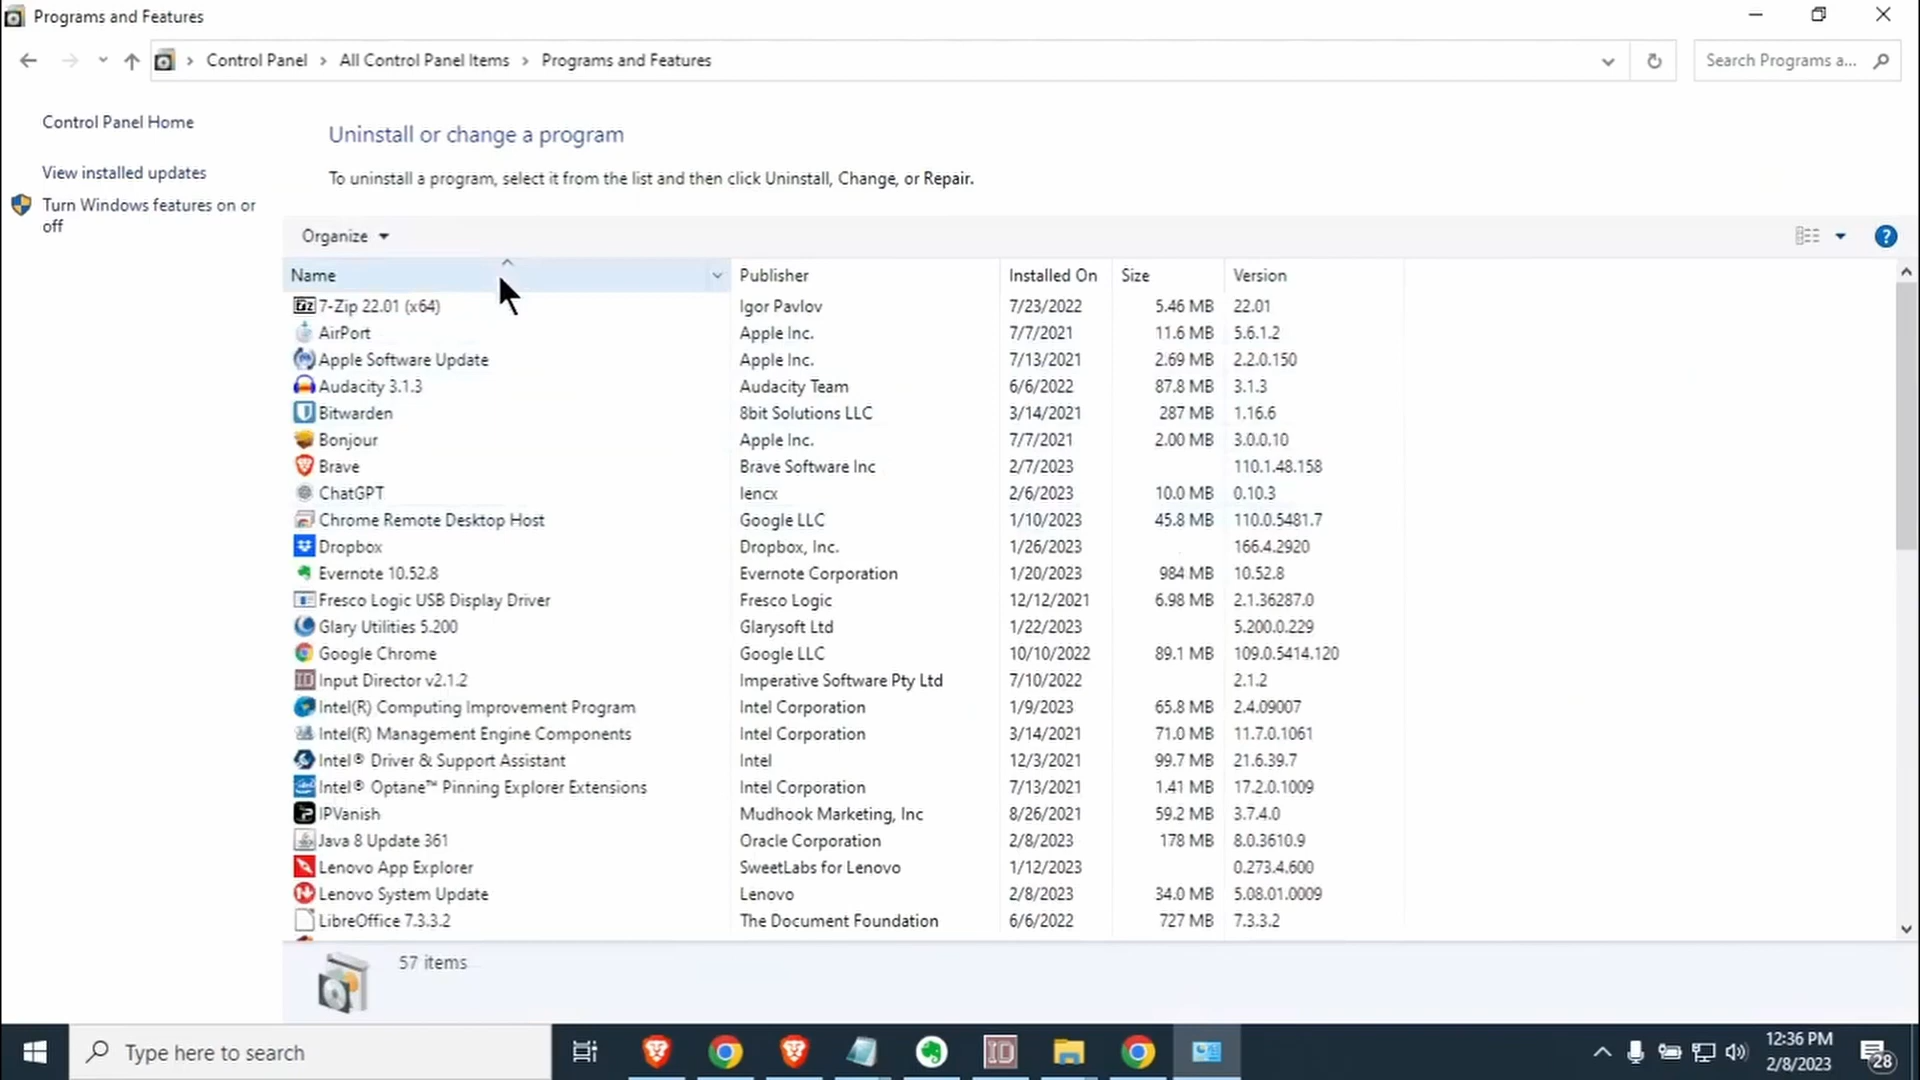 Programs and Features
Control Panel > All Control Panel Items > Programs and Features
Search Programs a...
Control Panel Home
View installed updates
Turn Windows features on or
off
Uninstall or change a program
To uninstall a program, select it from the list and then click Uninstall, Change, or Repair.
Organize
Name Publisher Installed On Size Version
7-Zip 22.01 (x64) Igor Pavlov 7/23/2022 5.46 MB 22.01
AirPort Apple Inc. 7/7/2021 11.6 MB 5.6.1.2
Apple Software Update Apple Inc. 7/13/2021 2.69 MB 2.2.0.150
Audacity 3.1.3 Audacity Team 6/6/2022 87.8 MB 3.1.3
Bitwarden 8bit Solutions LLC 3/14/2021 287 MB 1.16.6
Bonjour Apple Inc. 7/7/2021 2.00 MB 3.0.0.10
Brave Brave Software Inc 2/7/2023 110.1.48.158
ChatGPT lencx 2/6/2023 10.0 MB 0.10.3
Chrome Remote Desktop Host Google LLC 1/10/2023 45.8 MB 110.0.5481.7
Dropbox Dropbox, Inc. 1/26/2023 166.4.2920
Evernote 10.52.8 Evernote Corporation 1/20/2023 984 MB 10.52.8
Fresco Logic USB Display Driver Fresco Logic 12/12/2021 6.98 MB 2.1.36287.0
Glary Utilities 5.200 Glarysoft Ltd 1/22/2023 5.200.0.229
Google Chrome Google LLC 10/10/2022 89.1 MB 109.0.5414.120
Input Director v2.1.2 Imperative Software Pty Ltd 7/10/2022 2.1.2
Intel(R) Computing Improvement Program Intel Corporation 1/9/2023 65.8 MB 2.4.09007
Intel(R) Management Engine Components Intel Corporation 3/14/2021 71.0 MB 11.7.0.1061
Intel® Driver & Support Assistant Intel 12/3/2021 99.7 MB 21.6.39.7
Intel® Optane™ Pinning Explorer Extensions Intel Corporation 7/13/2021 1.41 MB 17.2.0.1009
IPVanish Mudhook Marketing, Inc 8/26/2021 59.2 MB 3.7.4.0
Java 8 Update 361 Oracle Corporation 2/8/2023 178 MB 8.0.3610.9
Lenovo App Explorer SweetLabs for Lenovo 1/12/2023 0.273.4.600
Lenovo System Update Lenovo 2/8/2023 34.0 MB 5.08.01.0009
LibreOffice 7.3.3.2 The Document Foundation 6/6/2022 727 MB 7.3.3.2
57 items
Type here to search
ID
12:36 PM
2/8/2023
28